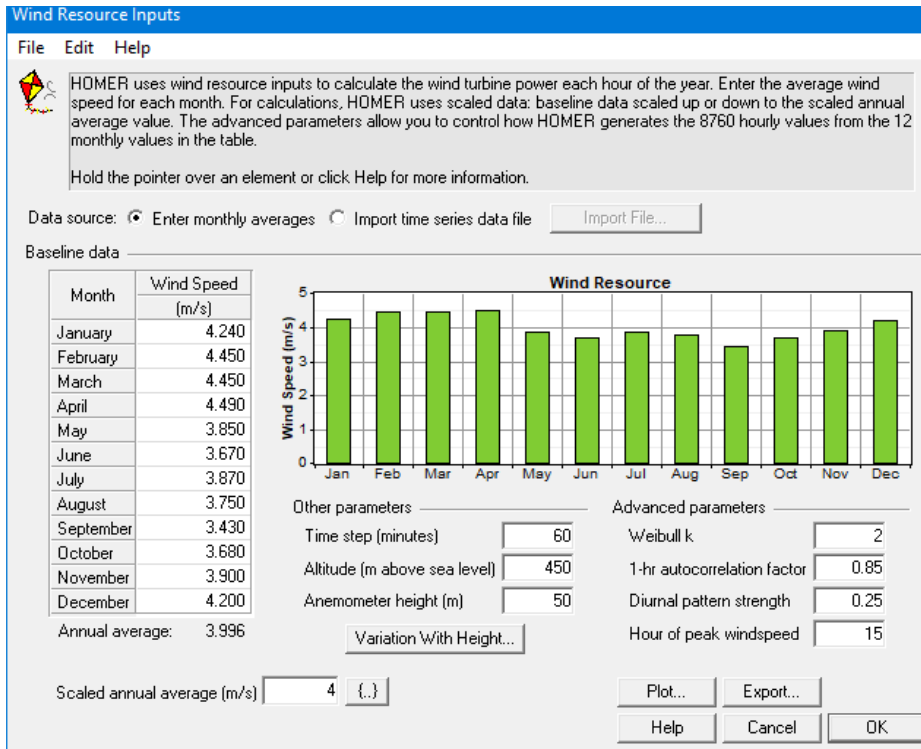 Wind Resource Inputs
File Edit Help
HOMER uses wind resource inputs to calculate the wind turbine power each hour of the year. Enter the average wind
speed for each month. For calculations, HOMER uses scaled data: baseline data scaled up or down to the scaled annual
average value. The advanced parameters allow you to control how HOMER generates the 8760 hourly values from the 12
monthly values in the table.
Hold the pointer over an element or click Help for more information.
Data source: Enter monthly averages Import time series data file Import File...
Baseline data
Month Wind Speed
(m/s)
January 4.240
February 4.450
March 4.450
April 4.490
May 3.850
June 3.670
July 3.870
August 3.750
September 3.430
October 3.680
November 3.900
December 4.200
Annual average: 3.996
Wind Resource
Wind Speed (m/s)
5
4
3
2
1
0
Jan Feb Mar Apr May Jun Jul Aug Sep Oct Nov Dec
Other parameters
Time step (minutes) 60
Altitude (m above sea level) 450
Anemometer height (m) 50
Variation With Height...
Advanced parameters
Weibull k 2
1-hr autocorrelation factor 0.85
Diurnal pattern strength 0.25
Hour of peak windspeed 15
Scaled annual average (m/s) 4 {..}
Plot... Export...
Help Cancel OK